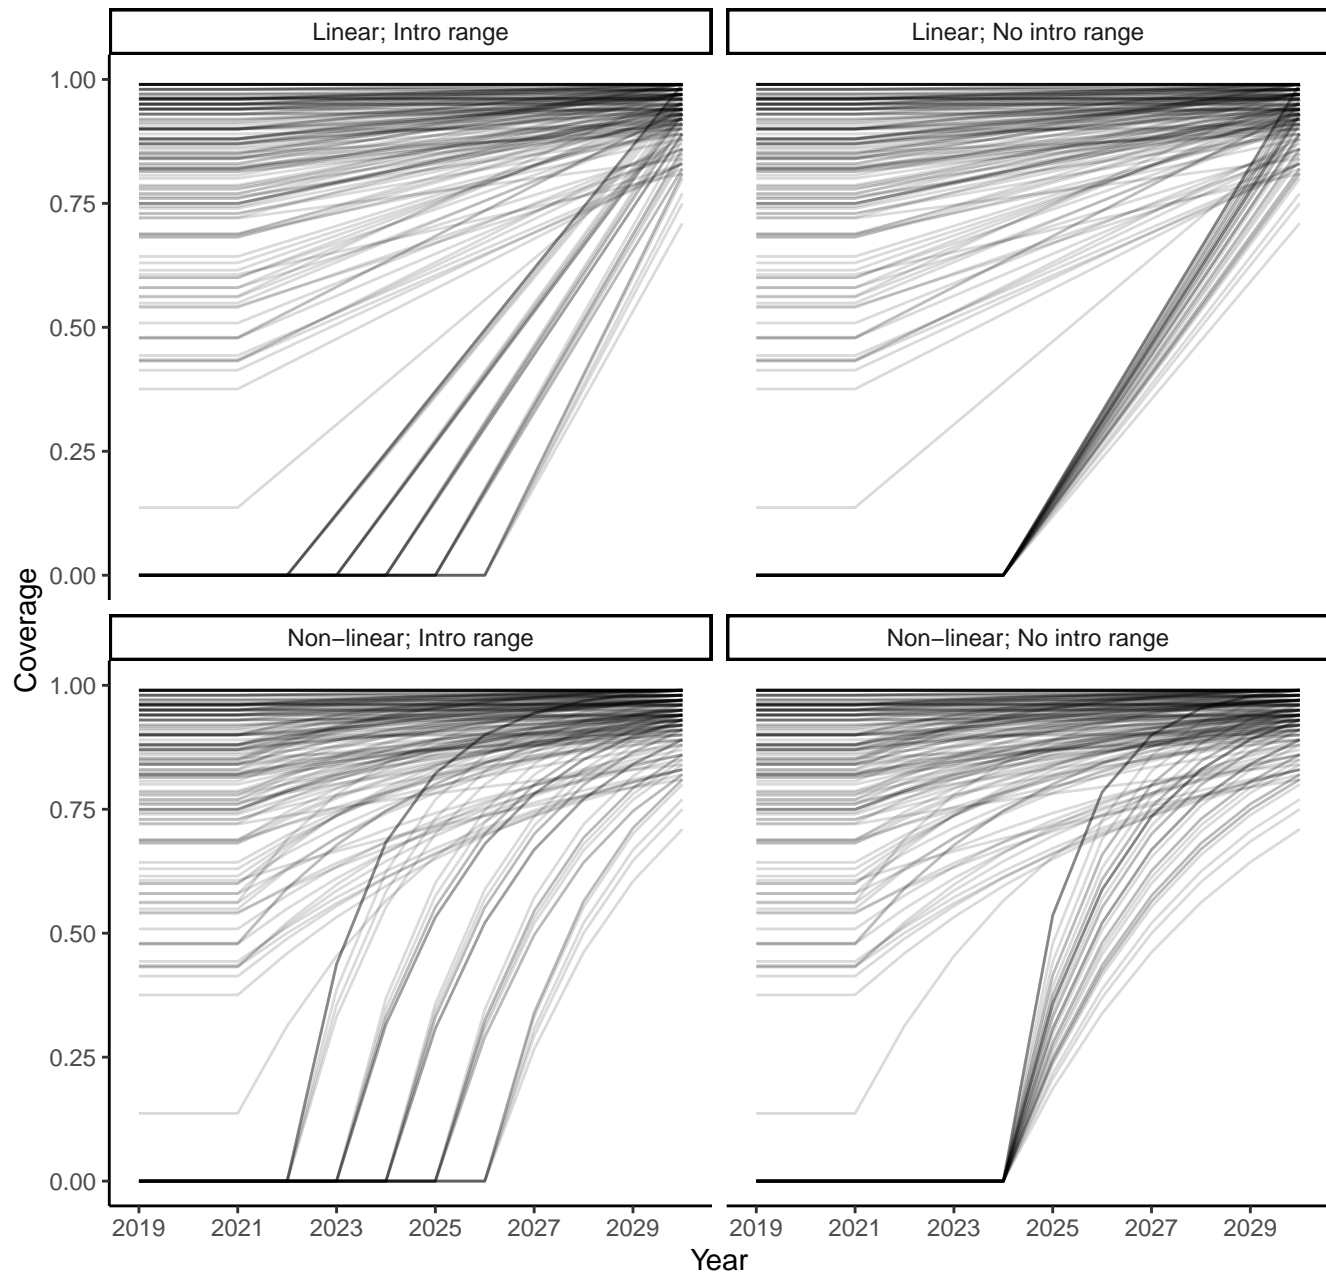 Linear; Intro range
Linear; No intro range
1.00
0.75
0.50
0.25
0.00
Coverage
Non−linear; Intro range
Non−linear; No intro range
1.00
0.75
0.50
0.25
0.00
2019 2021 2023 2025 2027 2029
2019 2021 2023 2025 2027 2029
Year